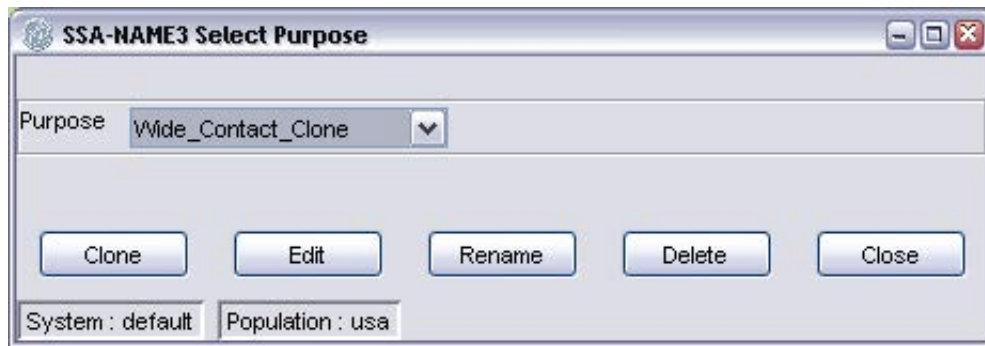 SSA-NAME3 Select Purpose
Purpose Wide_Contact_Clone
Clone Edit Rename Delete Close
System : default Population : usa